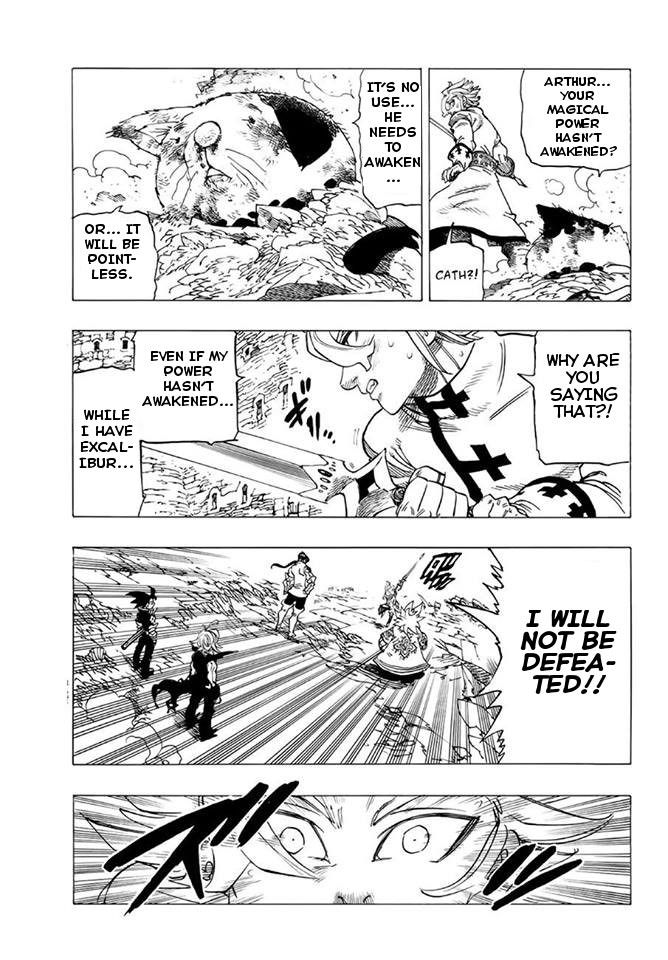 ARTHUR...
YOUR
MAGICAL
POWER
HASN'T
AWAKENED?
CATH?!
IT'S NO
USE...
HE
NEEDS
TO
AWAKEN
...
OR... IT
WILL BE
POINT-
LESS.
WHY ARE
YOU
SAYING
THAT?!
EVEN IF MY
POWER
HASN'T
AWAKENED...
WHILE
I HAVE
EXCAL-
IBUR...
I WILL
NOT BE
DEFEA-
TED!!
ズ